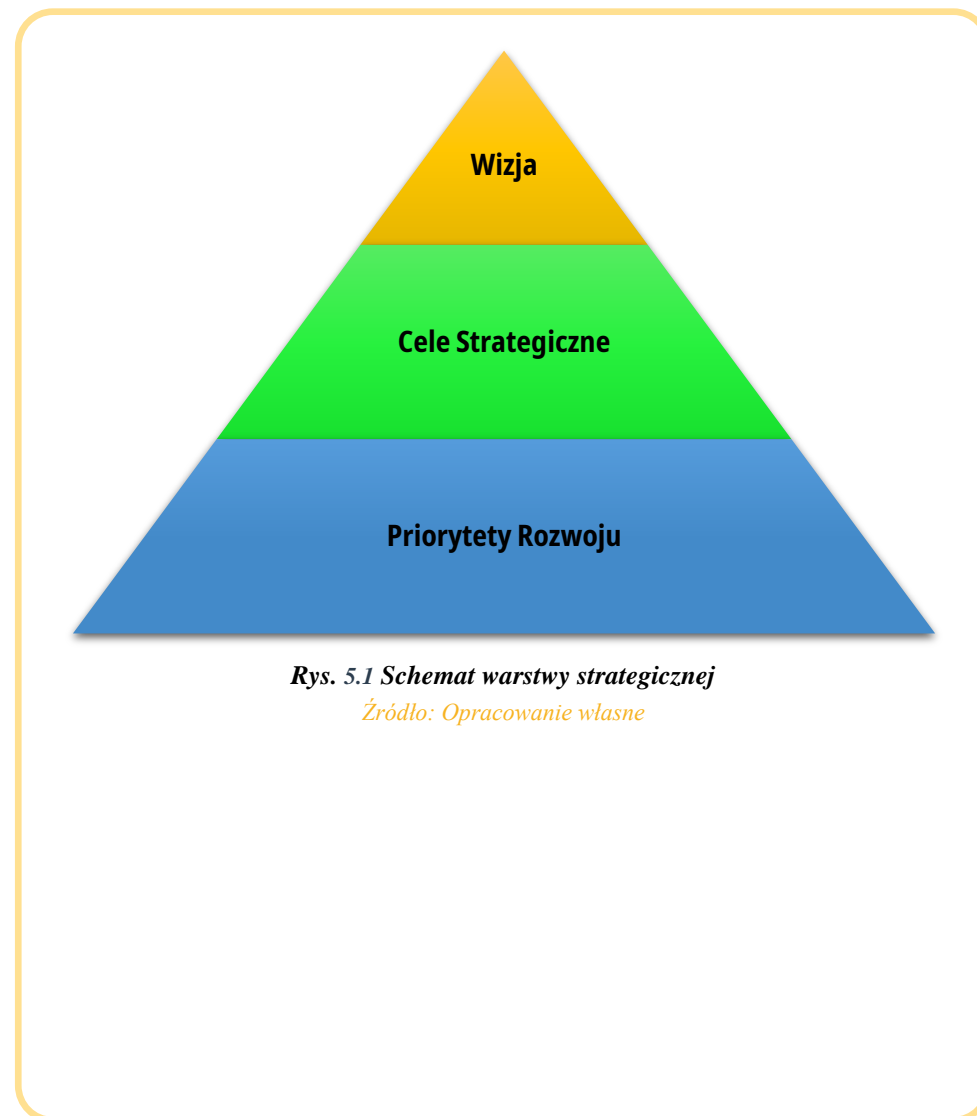 Wizja
Cele Strategiczne
Priorytety Rozwoju
Rys. 5.1 Schemat warstwy strategicznej
Źródło: Opracowanie własne